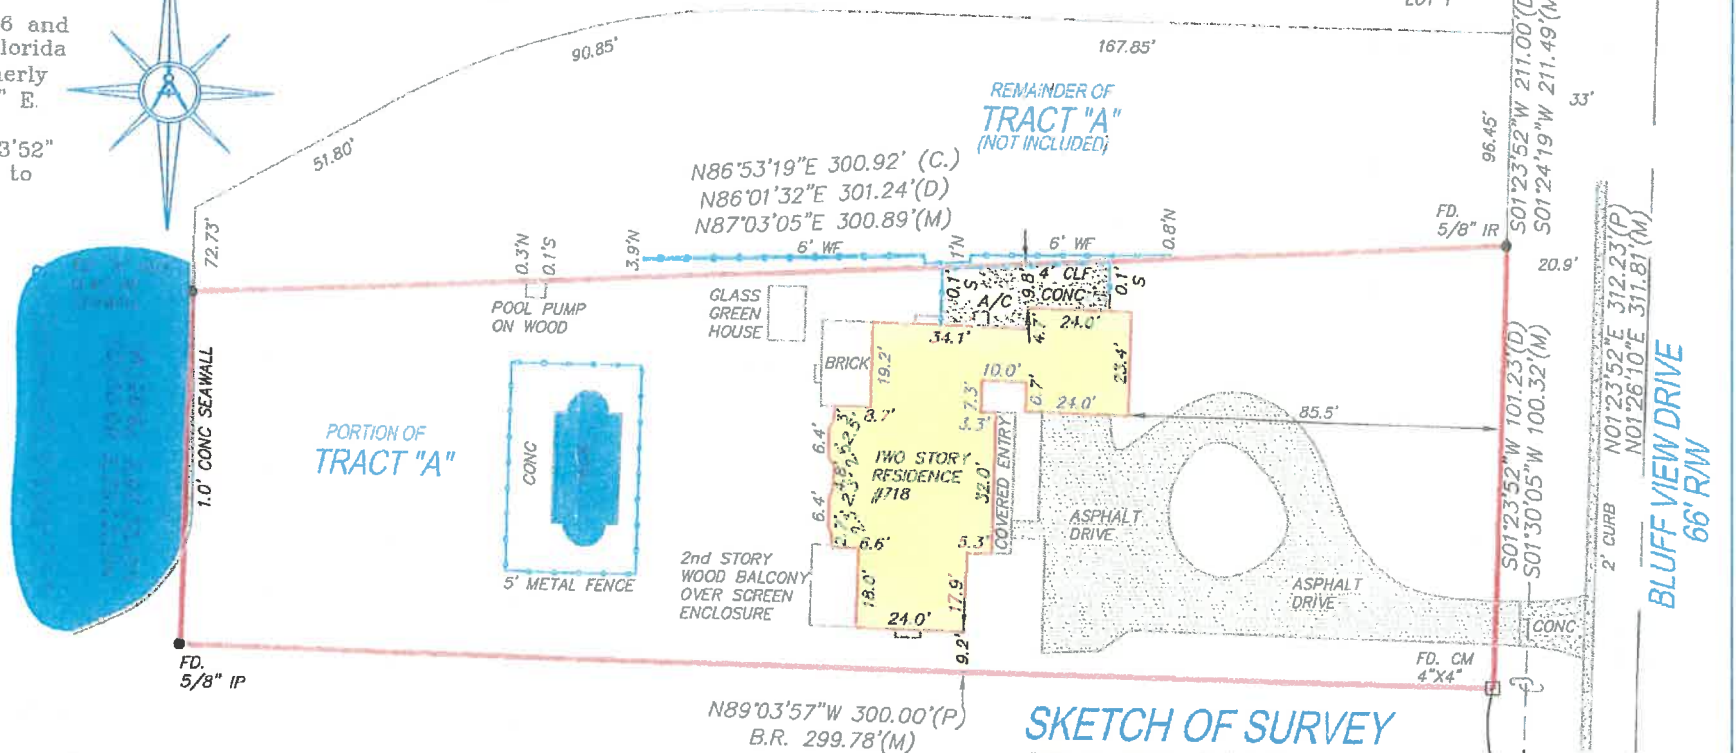 6 and
lorida
erly
" E.
3'52"
to
LOT 1
90.85'
167.85'
51.80'
72.73'
REMAINDER OF
TRACT "A"
(NOT INCLUDED)
96.45'
S01°23'52"W 211.00'(D)
S01°24'19"W 211.49'(M)
33'
N86°53'19"E 300.92' (C.)
N86°01'32"E 301.24'(D)
N87°03'05"E 300.89'(M)
FD.
5/8" IR
20.9'
3.9'N
6' WF
1'N
6' WF
0.8'N
0.3'N
0.1'S
POOL PUMP
ON WOOD
GLASS
GREEN
HOUSE
0.1'
S
A/C
9.8'
4' CLF
CONC
0.1'
S
34.1'
4.7'
24.0'
BRICK
19.2'
10.0'
7.3'
6.7'
23.4'
24.0'
8.7'
3.3'
85.5'
1.0' CONC SEAWALL
PORTION OF
TRACT "A"
CONC
6.4'
4.8'
6.4'
TWO STORY
RESIDENCE
#718
32.0'
COVERED ENTRY
ASPHALT
DRIVE
6.6'
5.3'
5' METAL FENCE
2nd STORY
WOOD BALCONY
OVER SCREEN
ENCLOSURE
18.0'
17.9'
24.0'
9.2'
ASPHALT
DRIVE
CONC
S01°23'52"W 101.23'(D)
S01°30'05"W 100.32'(M)
N01°23'52"E 312.23'(P)
N01°26'10"E 311.81'(M)
2' CURB
BLUFF VIEW DRIVE
66' R/W
FD.
5/8" IP
FD. CM
4"X4"
N89°03'57"W 300.00'(P)
B.R. 299.78'(M)
SKETCH OF SURVEY